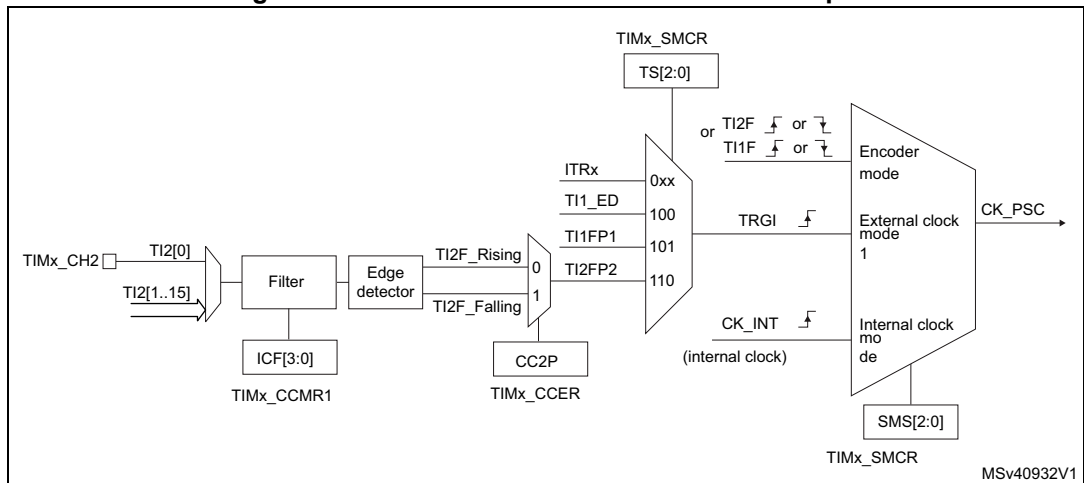 TIMx_SMCR
TS[2:0]
TIMx_CH2
TI2[0]
TI2[1..15]
Filter
ICF[3:0]
TIMx_CCMR1
Edge
detector
TI2F_Rising
TI2F_Falling
0
1
CC2P
TIMx_CCER
ITRx
TI1_ED
TI1FP1
TI2FP2
0xx
100
101
110
or TI2F or
TI1F or
TRGI
CK_INT
(internal clock)
Encoder
mode
External clock
mode
1
Internal clock
mo
de
CK_PSC
SMS[2:0]
TIMx_SMCR
MSv40932V1